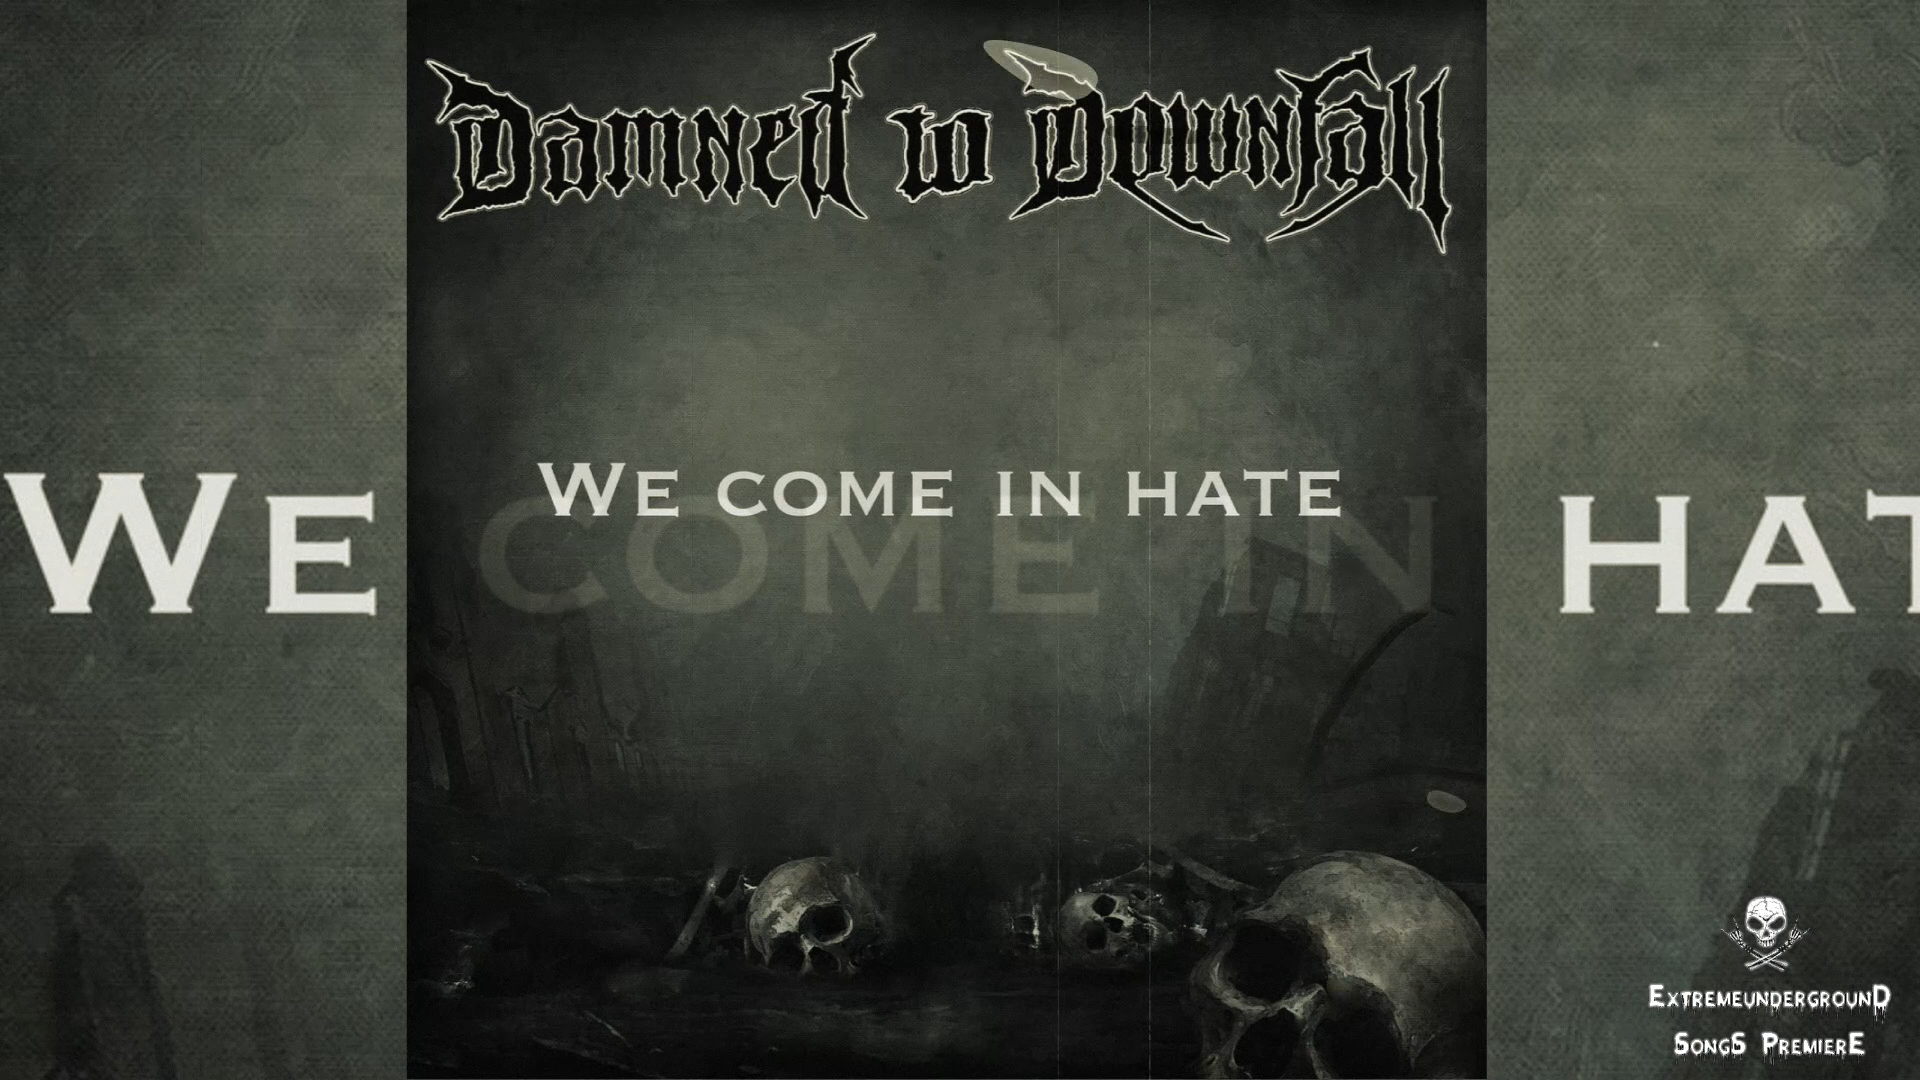 Damned to Downfall
We come in hate
We come in hat
ExtremeundergrounD
SongS PremierE